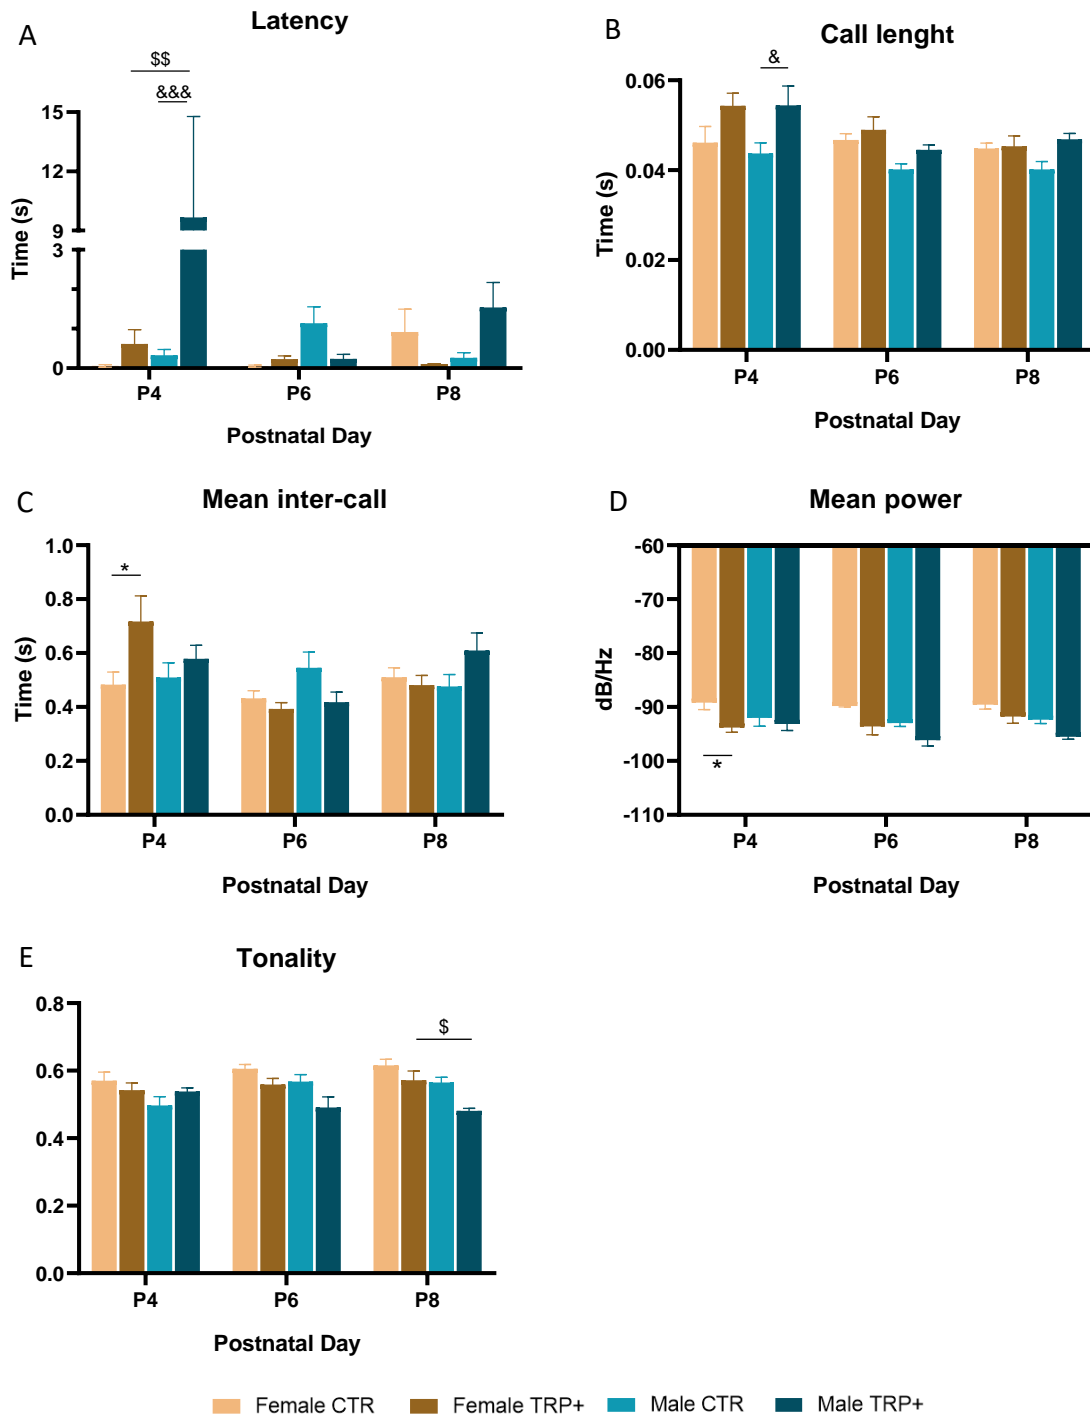 A
Latency
$$
&&&
15
12
9
3
0
Time (s)
P4
P6
P8
Postnatal Day
B
Call lenght
&
0.06
0.04
0.02
0.00
Time (s)
P4
P6
P8
Postnatal Day
C
Mean inter-call
*
1.0
0.8
0.6
0.4
0.2
0.0
Time (s)
P4
P6
P8
Postnatal Day
D
Mean power
-60
-70
-80
-90
-100
-110
dB/Hz
*
P4
P6
P8
Postnatal Day
E
Tonality
$
0.8
0.6
0.4
0.2
0.0
P4
P6
P8
Postnatal Day
Female CTR
Female TRP+
Male CTR
Male TRP+